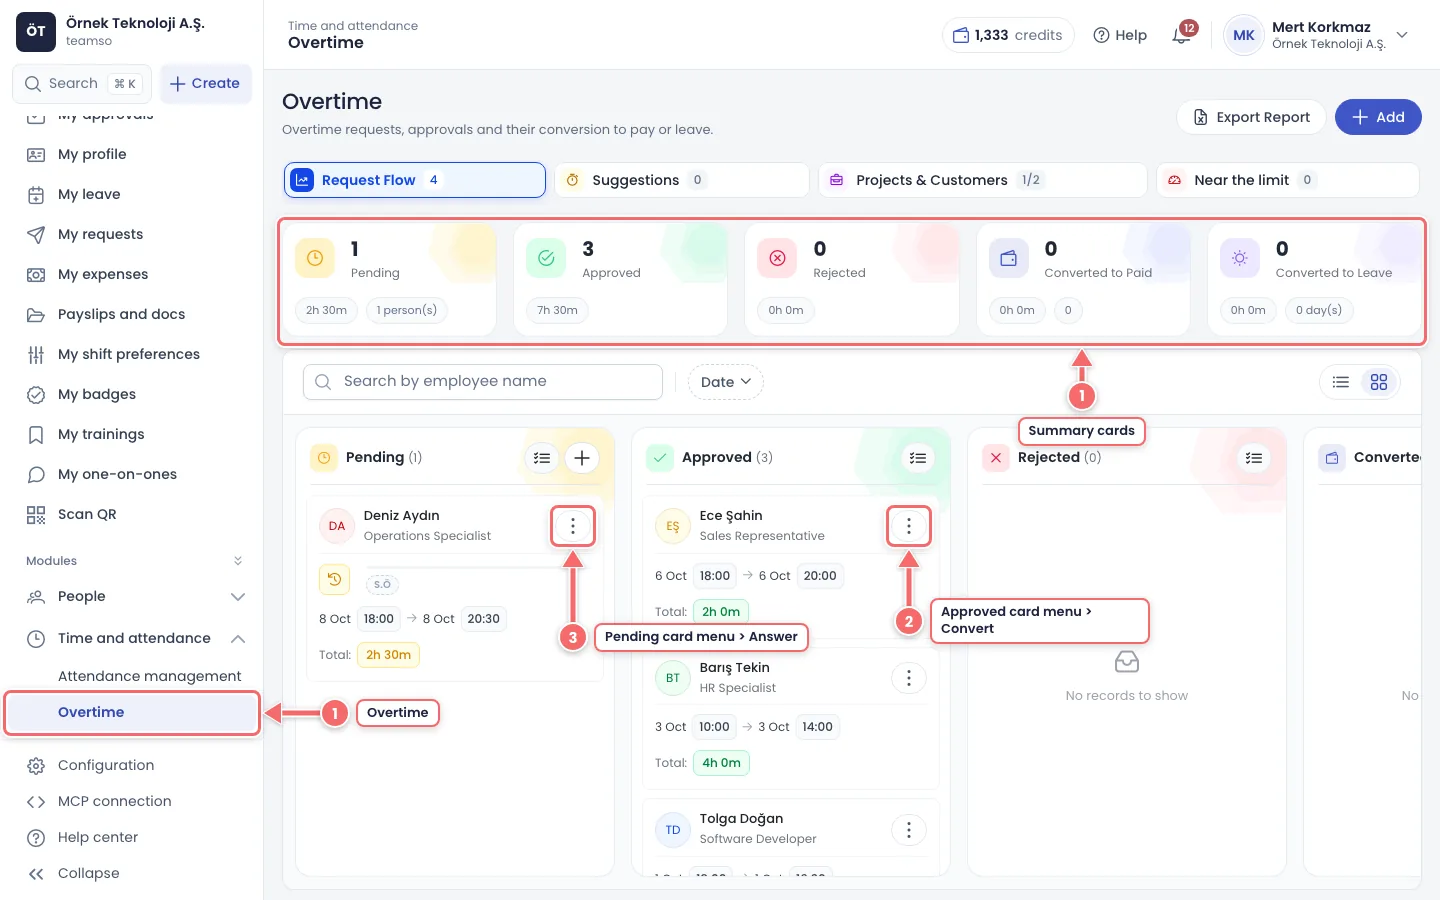 ÖT
Örnek Teknoloji A.Ş.
teamso
Search
⌘ K
+ Create
My approvals
My profile
My leave
My requests
My expenses
Payslips and docs
My shift preferences
My badges
My trainings
My one-on-ones
Scan QR
Modules
People
Time and attendance
Attendance management
Overtime
Configuration
MCP connection
Help center
Collapse
Time and attendance
Overtime
1,333 credits
Help
12
MK
Mert Korkmaz
Örnek Teknoloji A.Ş.
Overtime
Overtime requests, approvals and their conversion to pay or leave.
Export Report
+ Add
Request Flow 4
Suggestions 0
Projects & Customers 1/2
Near the limit 0
1
Pending
2h 30m
1 person(s)
3
Approved
7h 30m
0
Rejected
0h 0m
0
Converted to Paid
0h 0m
0
0
Converted to Leave
0h 0m
0 day(s)
Search by employee name
Date
1
Summary cards
Pending (1)
DA
Deniz Aydın
Operations Specialist
S.Ö
8 Oct 18:00 → 8 Oct 20:30
Total: 2h 30m
3
Pending card menu > Answer
1
Overtime
Approved (3)
EŞ
Ece Şahin
Sales Representative
6 Oct 18:00 → 6 Oct 20:00
Total: 2h 0m
2
Approved card menu >
Convert
BT
Barış Tekin
HR Specialist
3 Oct 10:00 → 3 Oct 14:00
Total: 4h 0m
TD
Tolga Doğan
Software Developer
Rejected (0)
No records to show
Converte
No